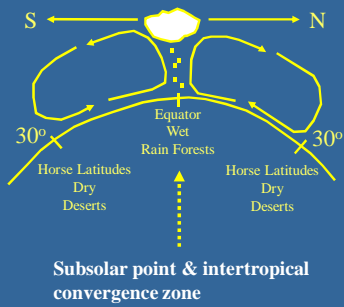 S
N
Equator
Wet
Rain Forests
30º
30º
Horse Latitudes
Dry
Deserts
Horse Latitudes
Dry
Deserts
Subsolar point & intertropical
convergence zone